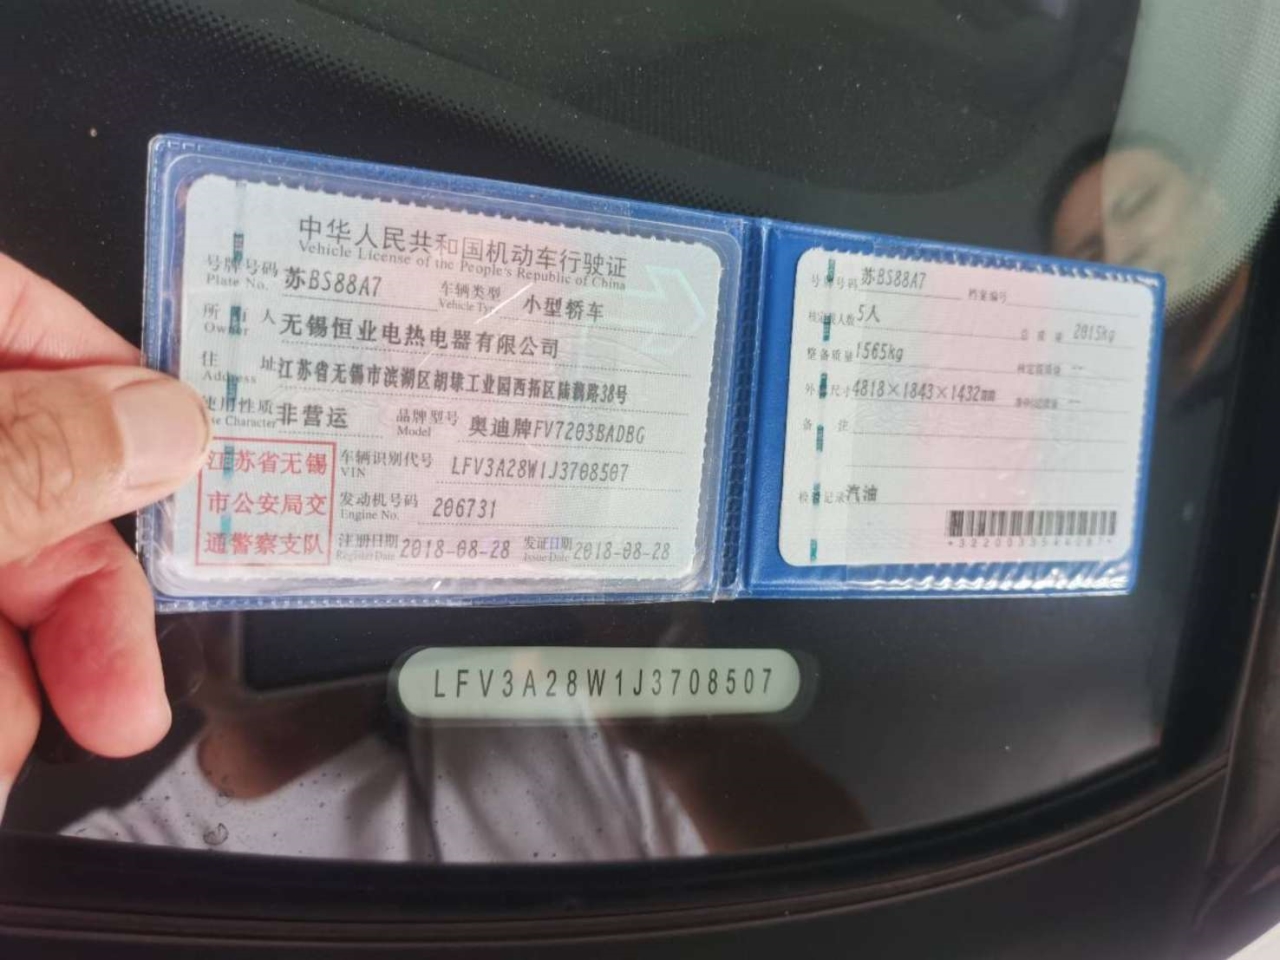 中华人民共和国机动车行驶证
Vehicle License of the People's Republic of China
号牌号码 苏BS88A7 车辆类型 小型轿车
Plate No. Vehicle Type
所有人 无锡恒业电热电器有限公司
Owner
住址 江苏省无锡市滨湖区胡埭工业园西拓区陆藕路38号
Address
使用性质 非营运 品牌型号 奥迪牌FV7203BADBG
Use Character Model
江苏省无锡
市公安局交
通警察支队
车辆识别代号 LFV3A28W1J3708507
VIN
发动机号码 206731
Engine No.
注册日期 2018-08-28 发证日期 2018-08-28
Register Date Issue Date
号牌号码 苏BS88A7 档案编号
核定载人数 5人 总质量 2015kg
整备质量 1565kg 核定载质量 --
外廓尺寸 4818×1843×1432mm --
备注
检验记录 汽油
LFV3A28W1J3708507